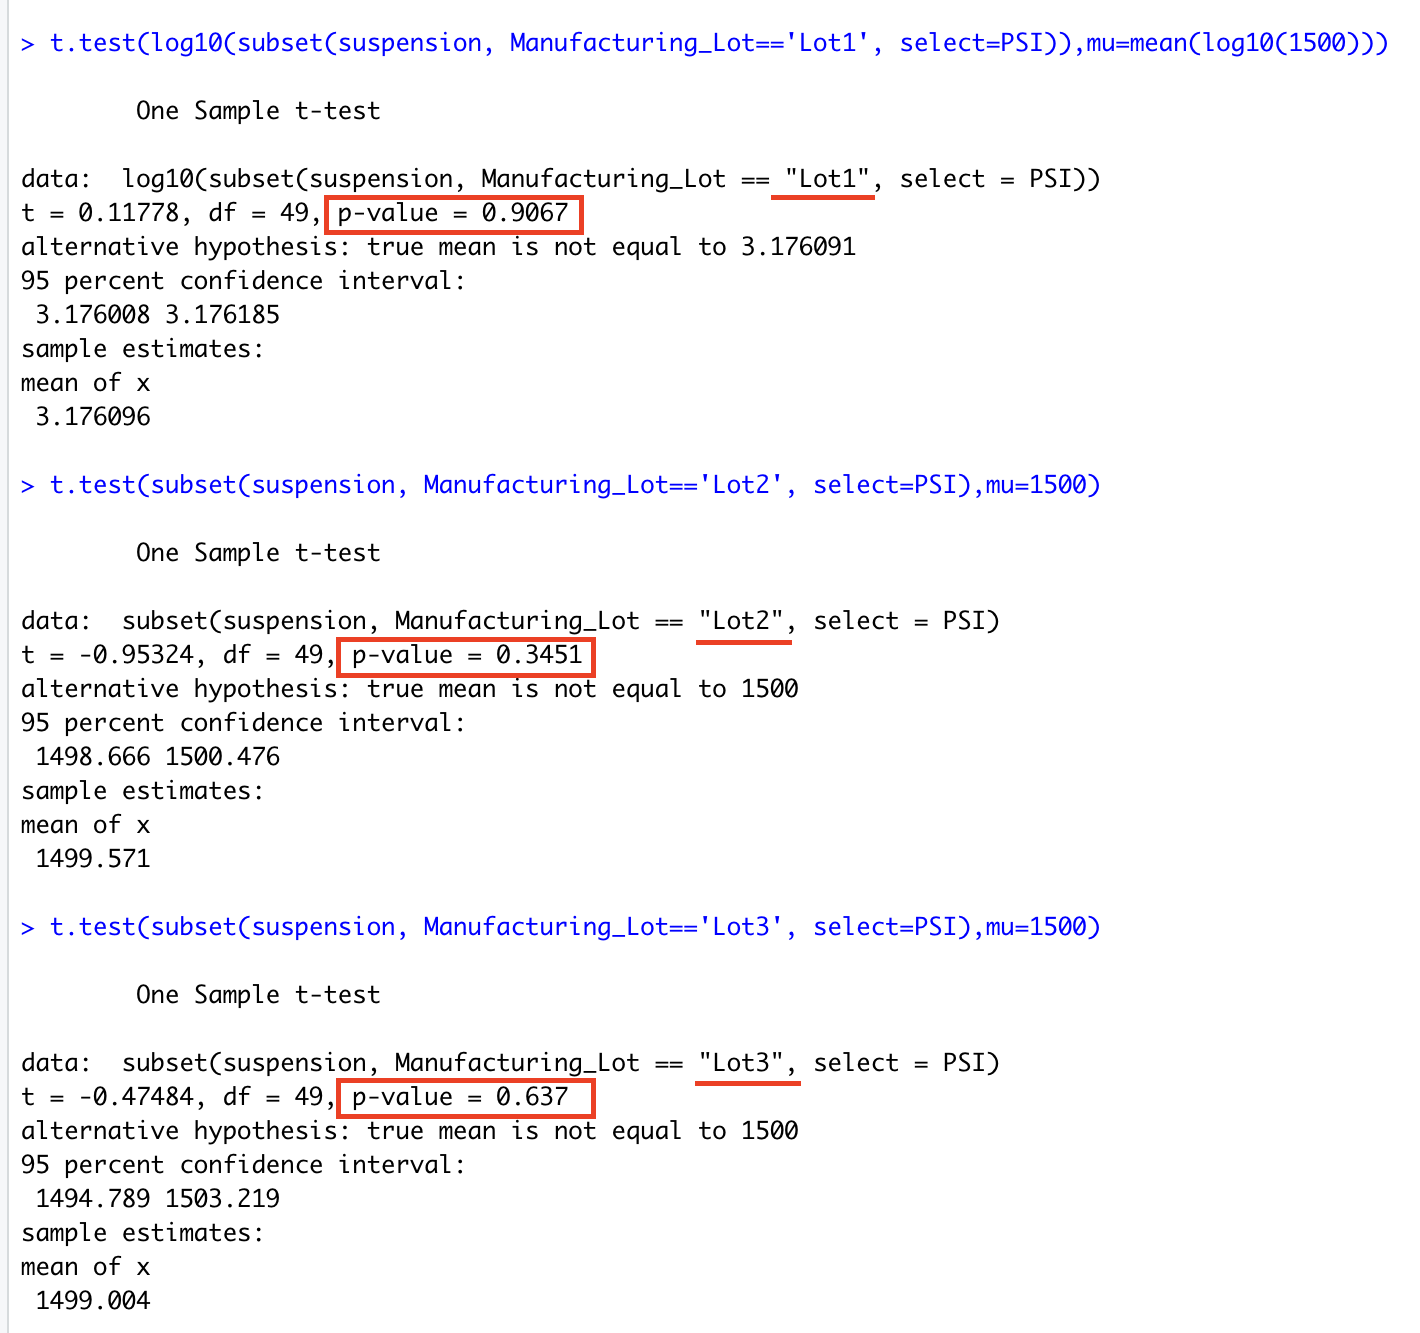 > t.test(log10(subset(suspension, Manufacturing_Lot=='Lot1', select=PSI)),mu=mean(log10(1500)))
One Sample t-test
data:  log10(subset(suspension, Manufacturing_Lot == "Lot1", select = PSI))
t = 0.11778, df = 49, p-value = 0.9067
alternative hypothesis: true mean is not equal to 3.176091
95 percent confidence interval:
3.176008 3.176185
sample estimates:
mean of x
3.176096
> t.test(subset(suspension, Manufacturing_Lot=='Lot2', select=PSI),mu=1500)
One Sample t-test
data:  subset(suspension, Manufacturing_Lot == "Lot2", select = PSI)
t = -0.95324, df = 49, p-value = 0.3451
alternative hypothesis: true mean is not equal to 1500
95 percent confidence interval:
1498.666 1500.476
sample estimates:
mean of x
1499.571
> t.test(subset(suspension, Manufacturing_Lot=='Lot3', select=PSI),mu=1500)
One Sample t-test
data:  subset(suspension, Manufacturing_Lot == "Lot3", select = PSI)
t = -0.47484, df = 49, p-value = 0.637
alternative hypothesis: true mean is not equal to 1500
95 percent confidence interval:
1494.789 1503.219
sample estimates:
mean of x
1499.004